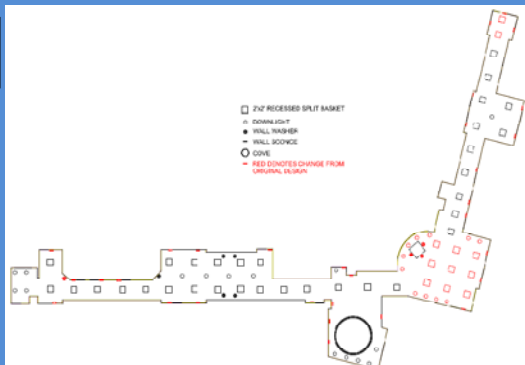 2'x2' RECESSED SPLIT BASKET
DOWNLIGHT
WALL WASHER
WALL SCONCE
COVE
RED DENOTES CHANGE FROM
ORIGINAL DESIGN